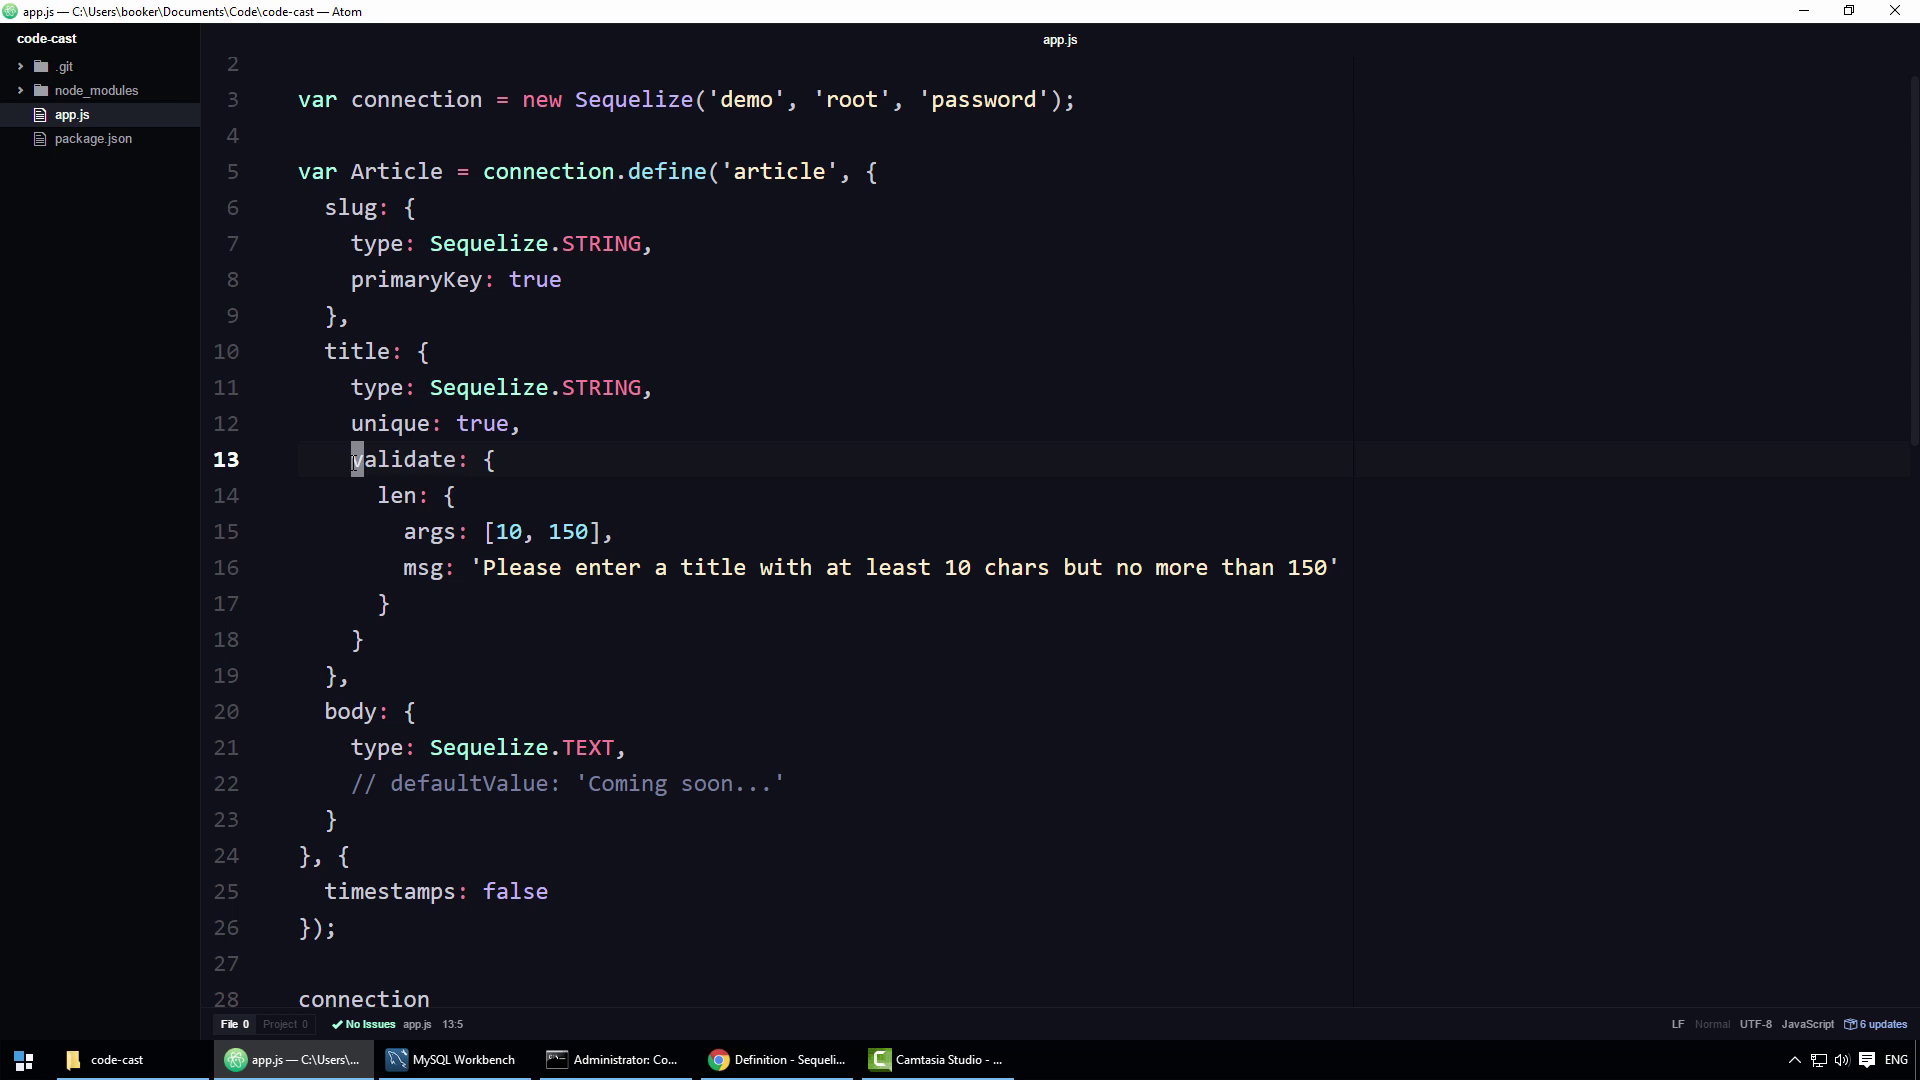 app.js — C:\Users\booker\Documents\Code\code-cast — Atom
code-cast
.git
node_modules
app.js
package.json
app.js
2
3 var connection = new Sequelize('demo', 'root', 'password');
4
5 var Article = connection.define('article', {
6 slug: {
7 type: Sequelize.STRING,
8 primaryKey: true
9 },
10 title: {
11 type: Sequelize.STRING,
12 unique: true,
13 validate: {
14 len: {
15 args: [10, 150],
16 msg: 'Please enter a title with at least 10 chars but no more than 150'
17 }
18 }
19 },
20 body: {
21 type: Sequelize.TEXT,
22 // defaultValue: 'Coming soon...'
23 }
24 }, {
25 timestamps: false
26 });
27
28 connection
File 0 Project 0 No Issues app.js 13:5 LF Normal UTF-8 JavaScript 6 updates
code-cast app.js — C:\Users\... MySQL Workbench Administrator: Co... Definition - Sequeli... Camtasia Studio - ... ENG